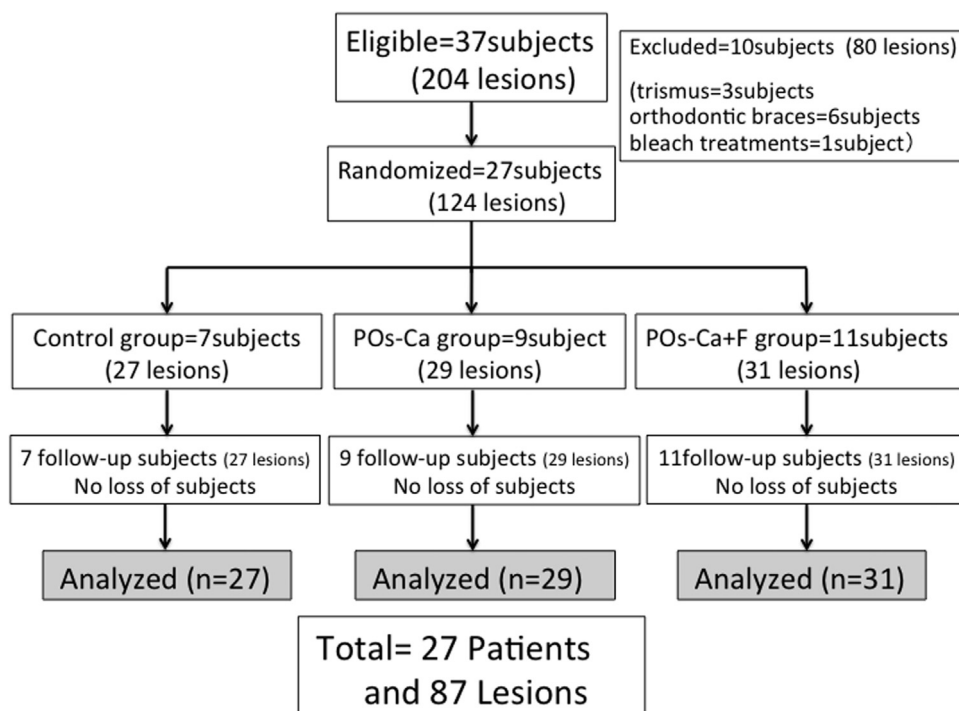 Eligible=37subjects
(204 lesions)
Excluded=10subjects (80 lesions)
(trismus=3subjects
orthodontic braces=6subjects
bleach treatments=1subject）
Randomized=27subjects
(124 lesions)
Control group=7subjects
(27 lesions)
POs-Ca group=9subject
(29 lesions)
POs-Ca+F group=11subjects
(31 lesions)
7 follow-up subjects (27 lesions)
No loss of subjects
9 follow-up subjects (29 lesions)
No loss of subjects
11follow-up subjects (31 lesions)
No loss of subjects
Analyzed (n=27)
Analyzed (n=29)
Analyzed (n=31)
Total= 27 Patients
and 87 Lesions